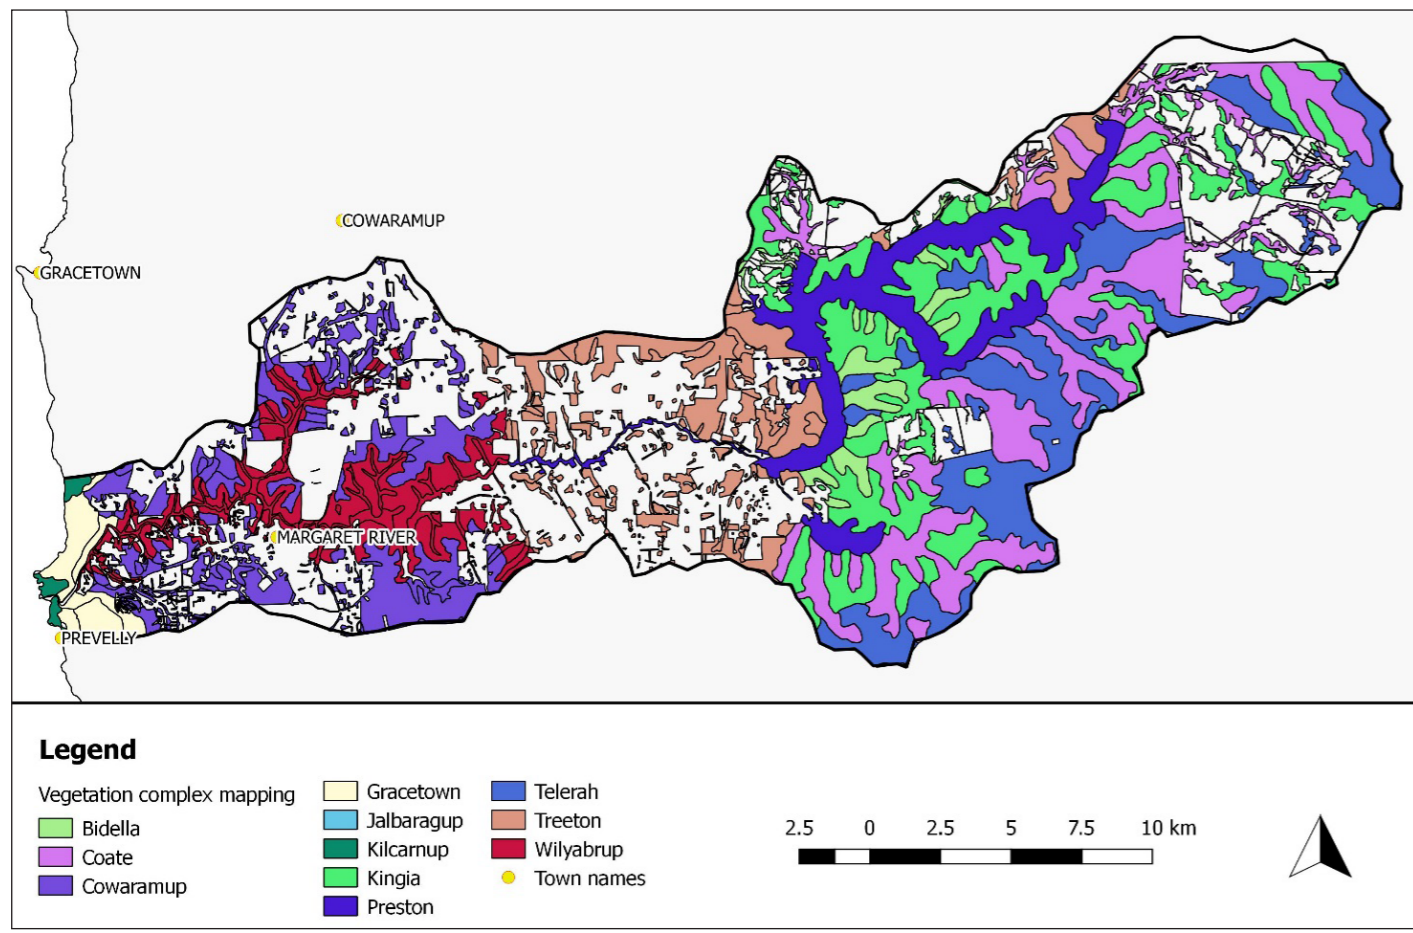 COWARAMUP
GRACETOWN
MARGARET RIVER
PREVELLY
Legend
Vegetation complex mapping
Bidella
Coate
Cowaramup
Gracetown
Jalbaragup
Kilcarnup
Kingia
Preston
Telerah
Treeton
Wilyabrup
Town names
2.5 0 2.5 5 7.5 10 km